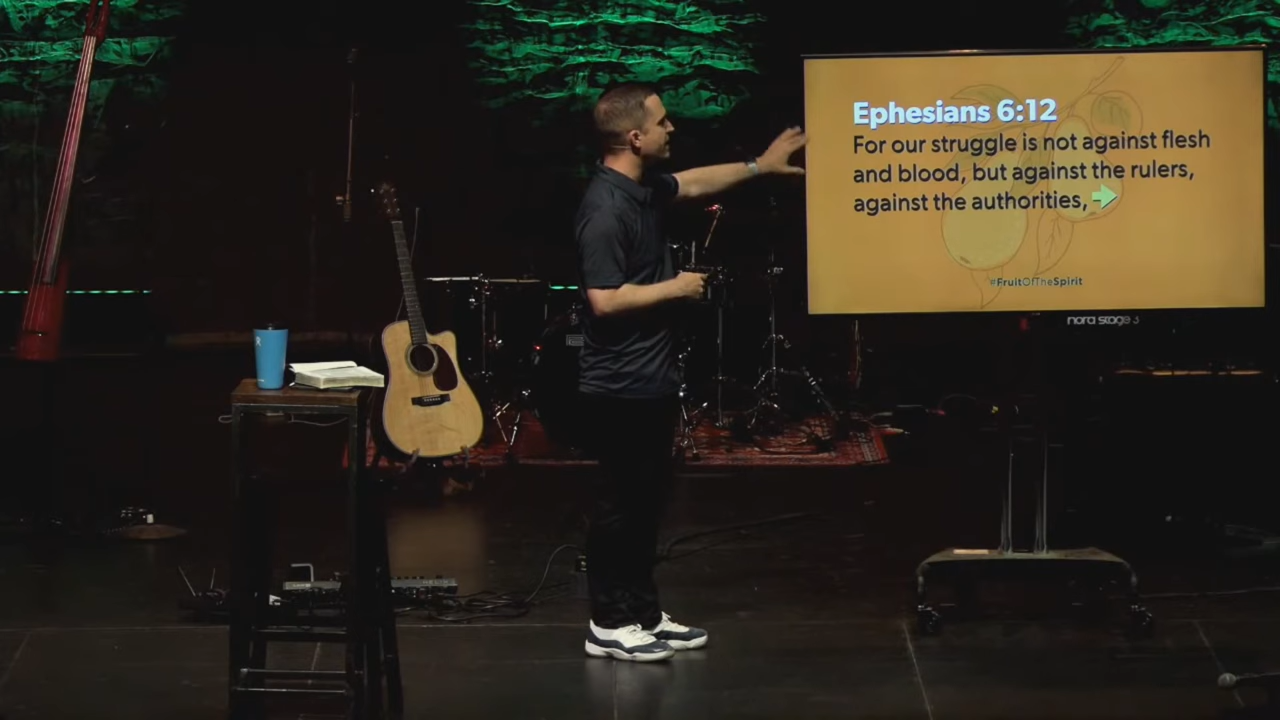 Ephesians 6:12
For our struggle is not against flesh
and blood, but against the rulers,
against the authorities,
#FruitOfTheSpirit
nord stage 3